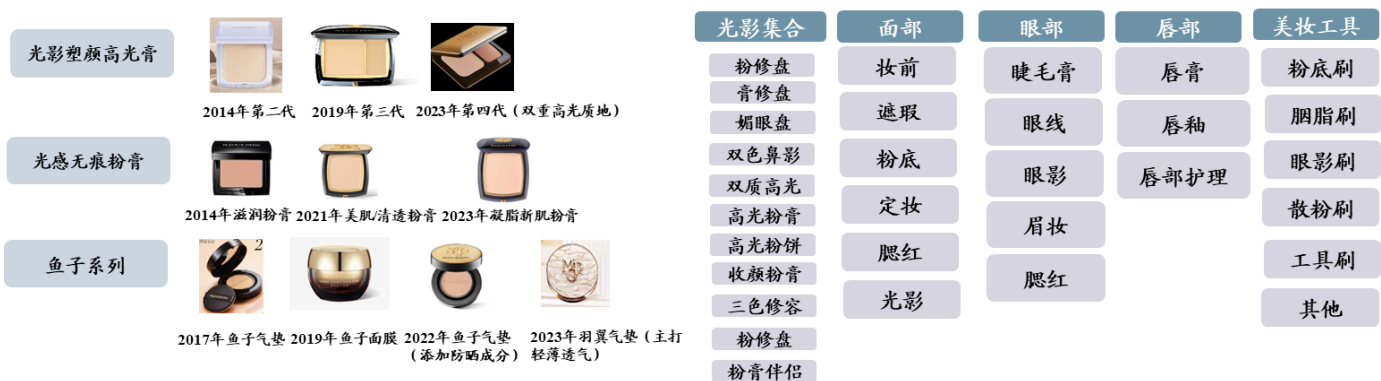 光影塑颜高光膏
2014年第二代
2019年第三代
2023年第四代（双重高光质地）
光感无痕粉膏
2014年滋润粉膏
2021年美肌/清透粉膏
2023年凝脂新肌粉膏
鱼子系列
2
2017年鱼子气垫
2019年鱼子面膜
2022年鱼子气垫
（添加防晒成分）
2023年羽翼气垫（主打
轻薄透气）
光影集合
粉修盘
膏修盘
媚眼盘
双色鼻影
双质高光
高光粉膏
高光粉饼
收颜粉膏
三色修容
粉修盘
粉膏伴侣
面部
妆前
遮瑕
粉底
定妆
腮红
光影
眼部
睫毛膏
眼线
眼影
眉妆
腮红
唇部
唇膏
唇釉
唇部护理
美妆工具
粉底刷
胭脂刷
眼影刷
散粉刷
工具刷
其他